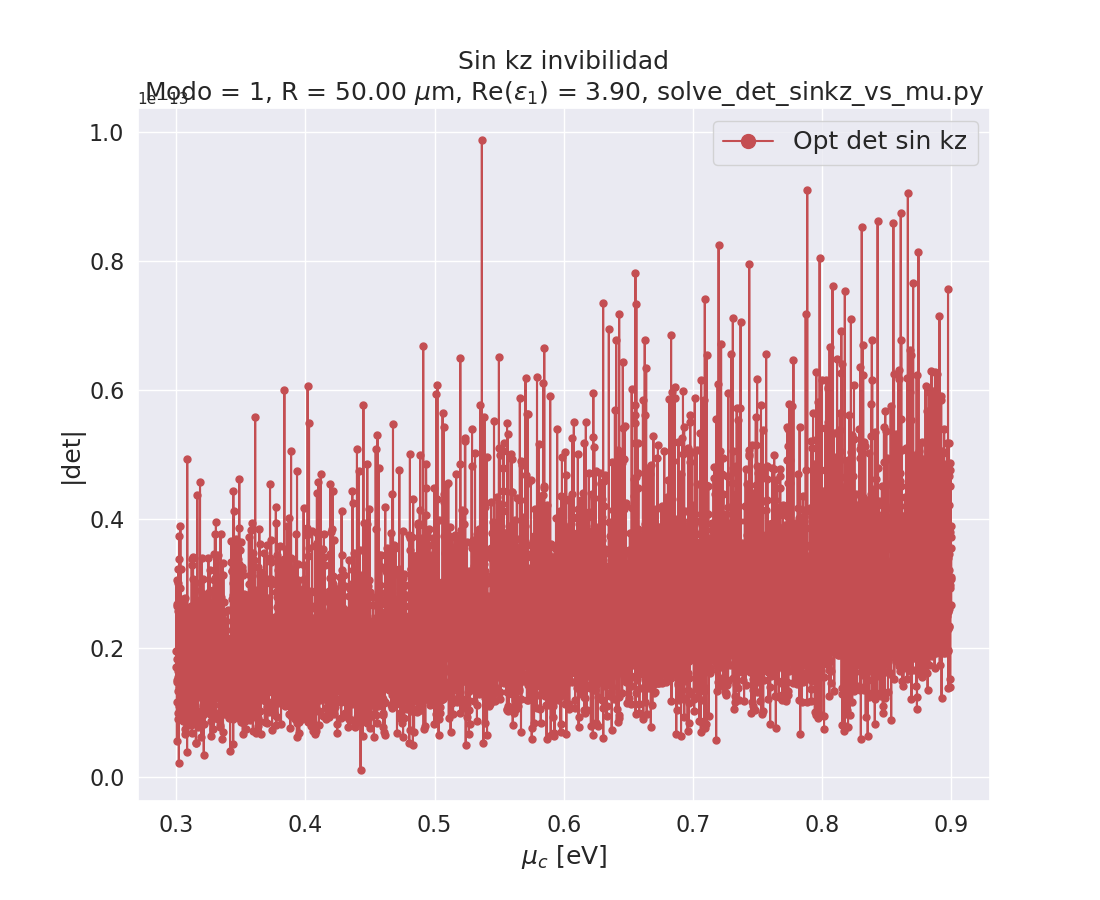 Sin kz invibilidad
Modo = 1, R = 50.00 μm, Re(ε₁) = 3.90, solve_det_sinkz_vs_mu.py
1e−13
Opt det sin kz
1.0
0.8
0.6
0.4
0.2
0.0
|det|
0.3 0.4 0.5 0.6 0.7 0.8 0.9
μ_c [eV]